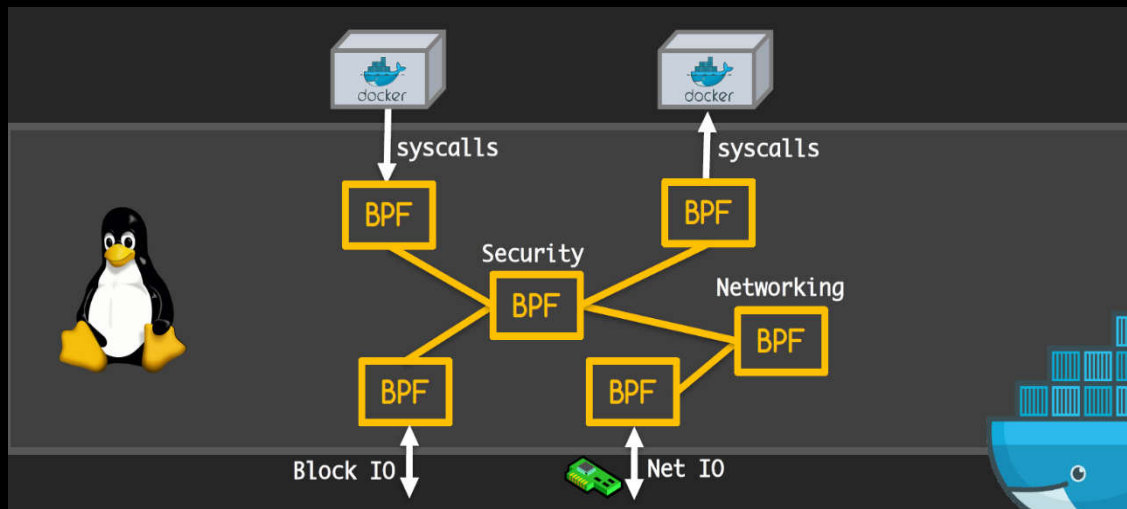 docker
docker
syscalls
syscalls
BPF
BPF
Security
BPF
Networking
BPF
BPF
BPF
Block IO
Net IO